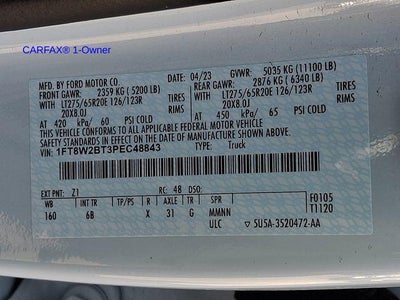 CARFAX® 1-Owner
MFD. BY FORD MOTOR CO.
04/23 GVWR: 5035 KG (11100 LB)
FRONT GAWR: 2359 KG ( 5200 LB) REAR GAWR: 2876 KG ( 6340 LB)
WITH LT275/65R20E 126/123R TIRES WITH LT275/65R20E 126/123R TIRES
20X8.0J RIMS 20X8.0J RIMS
AT 420 kPa/ 60 PSI COLD AT 450 kPa/ 65 PSI COLD
THIS VEHICLE CONFORMS TO ALL APPLICABLE FEDERAL MOTOR VEHICLE
SAFETY STANDARDS IN EFFECT ON THE DATE OF MANUFACTURE SHOWN ABOVE.
VIN: 1FT8W2BT3PEC48843 TYPE: Truck
EXT PNT: Z1 RC: 48 DSO: F0105
WB INT TR TP/PS R AXLE TR SPR T1120
160 6B X 31 G MMNN
ULC ▽ 5U5A-3520472-AA